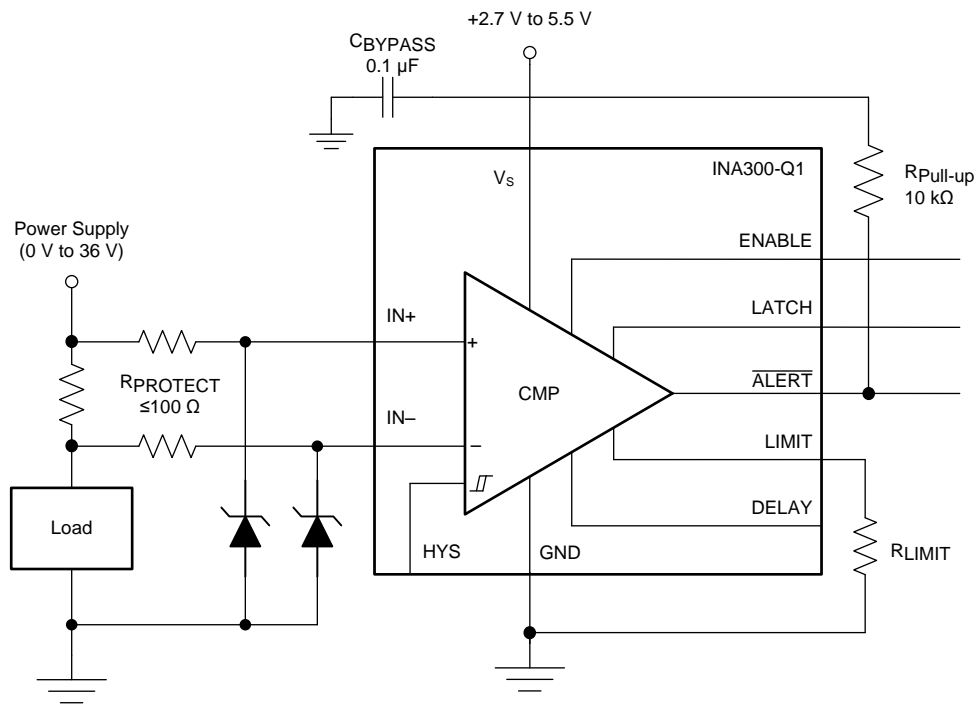 +2.7 V to 5.5 V
CBYPASS
0.1 µF
INA300-Q1
VS
RPull-up
10 kΩ
Power Supply
(0 V to 36 V)
ENABLE
IN+
LATCH
+
RPROTECT
≤100 Ω
CMP
ALERT
IN–
LIMIT
–
Load
DELAY
HYS
GND
RLIMIT